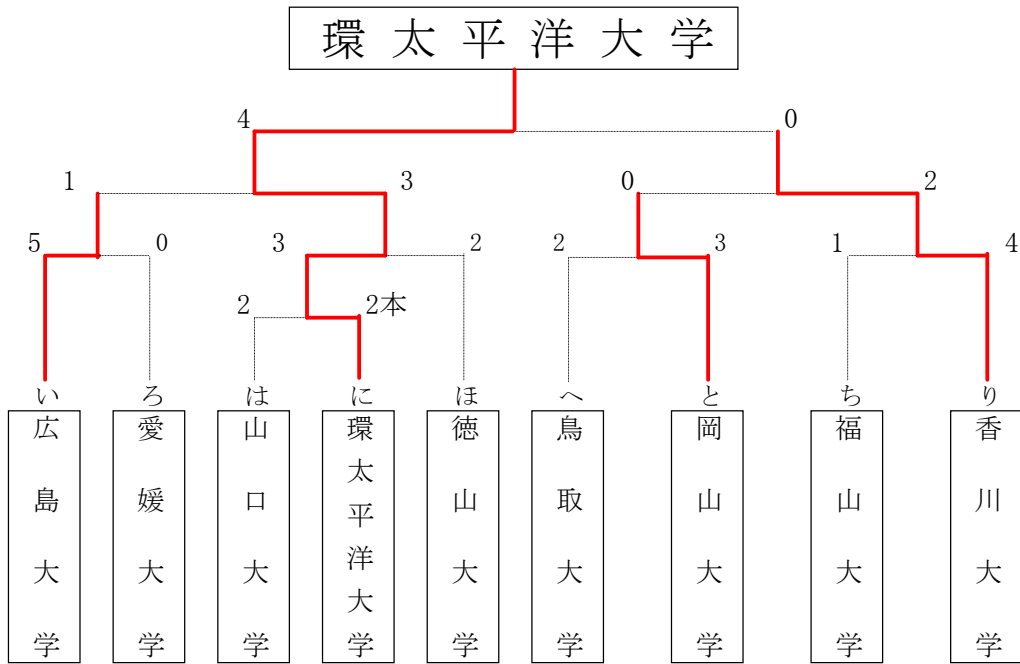 環太平洋大学
4
0
1
3
0
2
5
0
3
2
2
3
1
4
2
2本
い
ろ
は
に
ほ
へ
と
ち
り
広島大学
愛媛大学
山口大学
環太平洋大学
徳山大学
鳥取大学
岡山大学
福山大学
香川大学